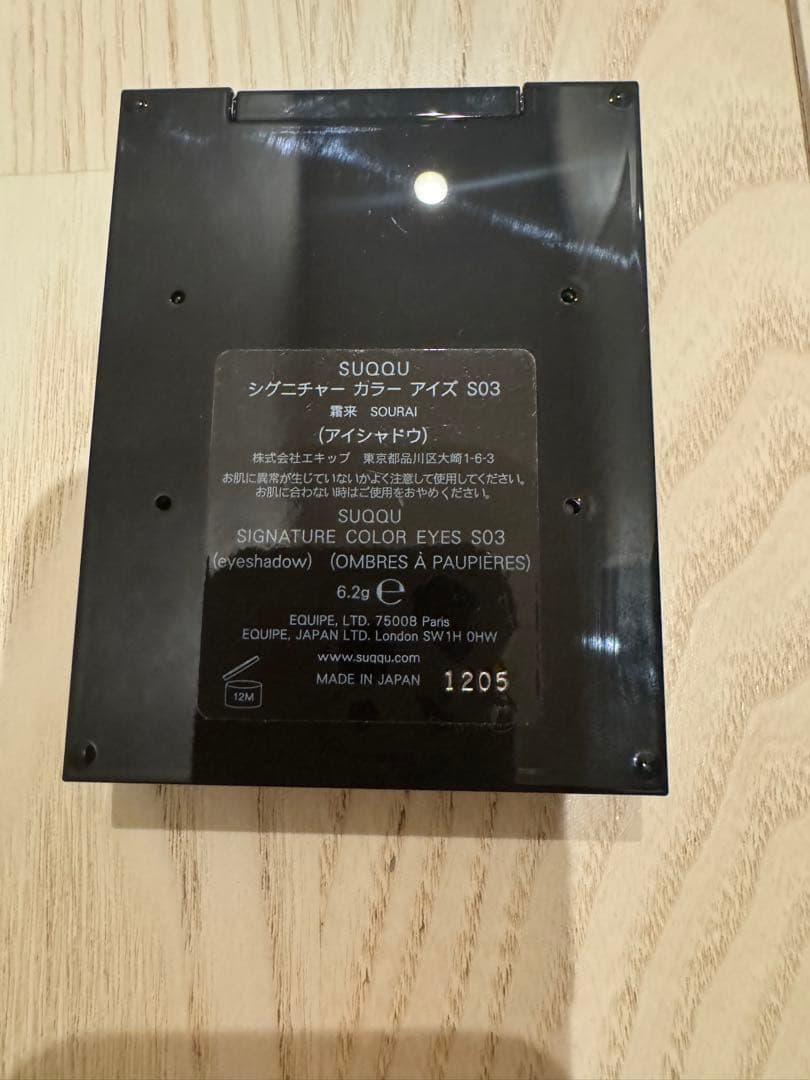 SUQQU
シグニチャー カラー アイズ S03
霜来 SOURAI
(アイシャドウ)
株式会社エキップ 東京都品川区大崎1-6-3
お肌に異常が生じていないかよく注意して使用してください。
お肌に合わない時はご使用をおやめください。
SUQQU
SIGNATURE COLOR EYES S03
(eyeshadow) (OMBRES À PAUPIÈRES)
6.2g ℮
EQUIPE, LTD. 75008 Paris
EQUIPE, JAPAN LTD. London SW1H 0HW
www.suqqu.com
MADE IN JAPAN 1205
12M